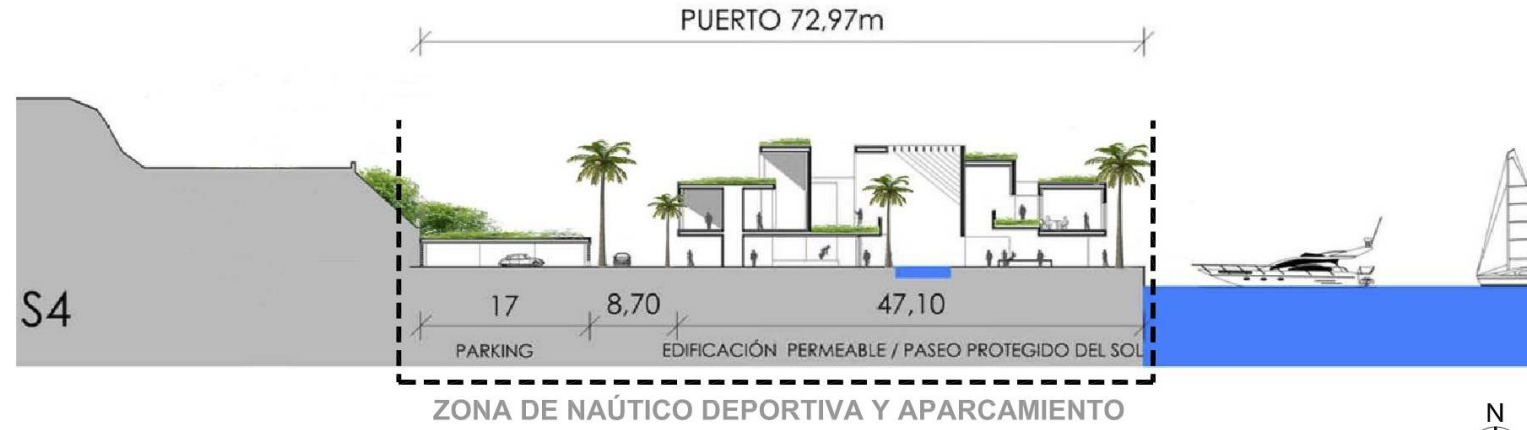 PUERTO 72,97m
S4
17
8,70
47,10
PARKING
EDIFICACIÓN PERMEABLE / PASEO PROTEGIDO DEL SOL
ZONA DE NAÚTICO DEPORTIVA Y APARCAMIENTO
N